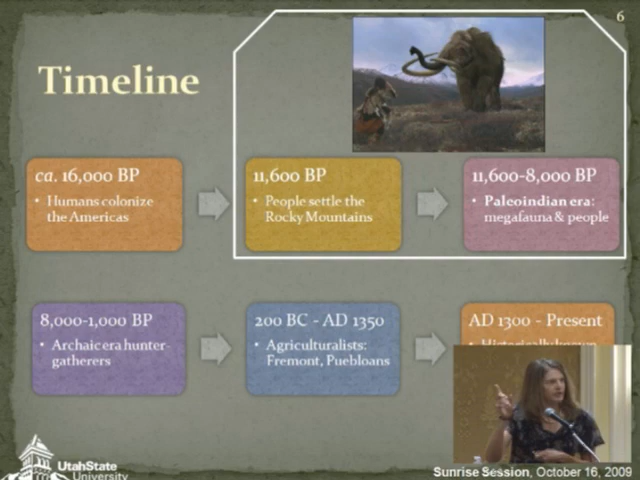 6
Timeline
ca. 16,000 BP
• Humans colonize
the Americas
11,600 BP
• People settle the
Rocky Mountains
11,600-8,000 BP
• Paleoindian era:
megafauna & people
8,000-1,000 BP
• Archaic era hunter-
gatherers
200 BC - AD 1350
• Agriculturalists:
Fremont, Puebloans
AD 1300 - Present
• Historically known
UtahState
University
Sunrise Session, October 16, 2009